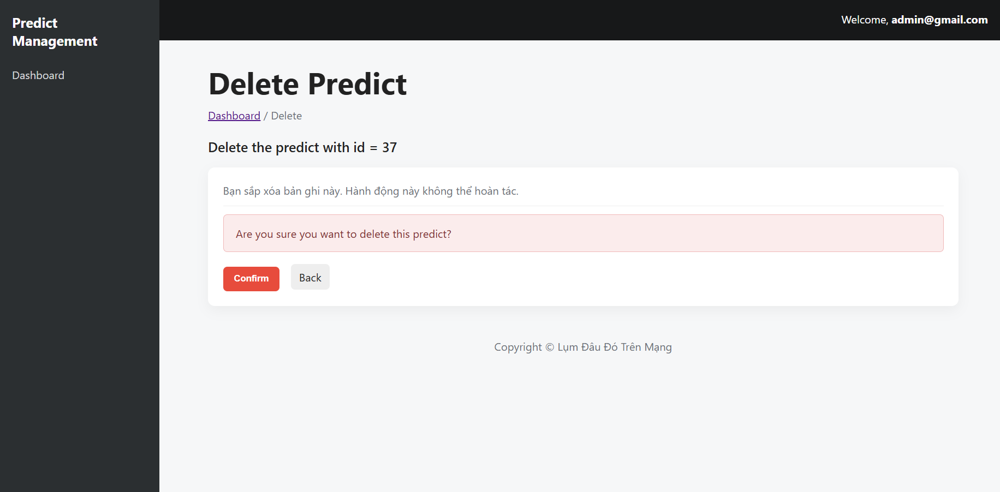 Predict
Management
Dashboard
Welcome, admin@gmail.com
Delete Predict
Dashboard / Delete
Delete the predict with id = 37
Bạn sắp xóa bản ghi này. Hành động này không thể hoàn tác.
Are you sure you want to delete this predict?
Confirm
Back
Copyright © Lụm Đâu Đó Trên Mạng